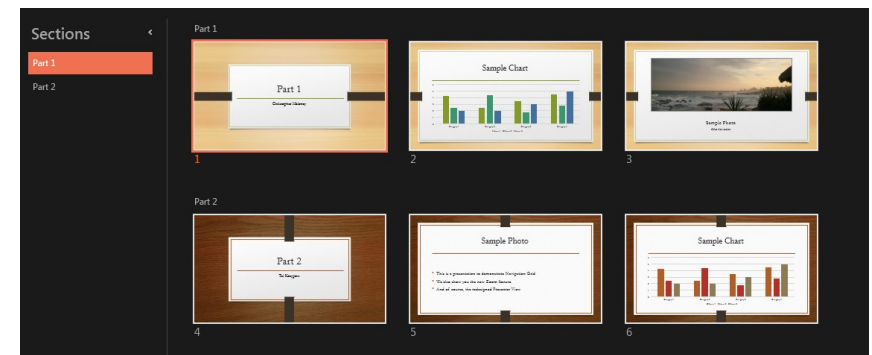 Sections
Part 1
Part 2
Part 1
Part 1
1
Sample Chart
2
Sample Photo
3
Part 2
Part 2
4
Sample Photo
• This is a presentation to demonstrate Navigation Grid
• We also show you the new Zoom feature
• And of course, the redesigned Presenter View
5
Sample Chart
6